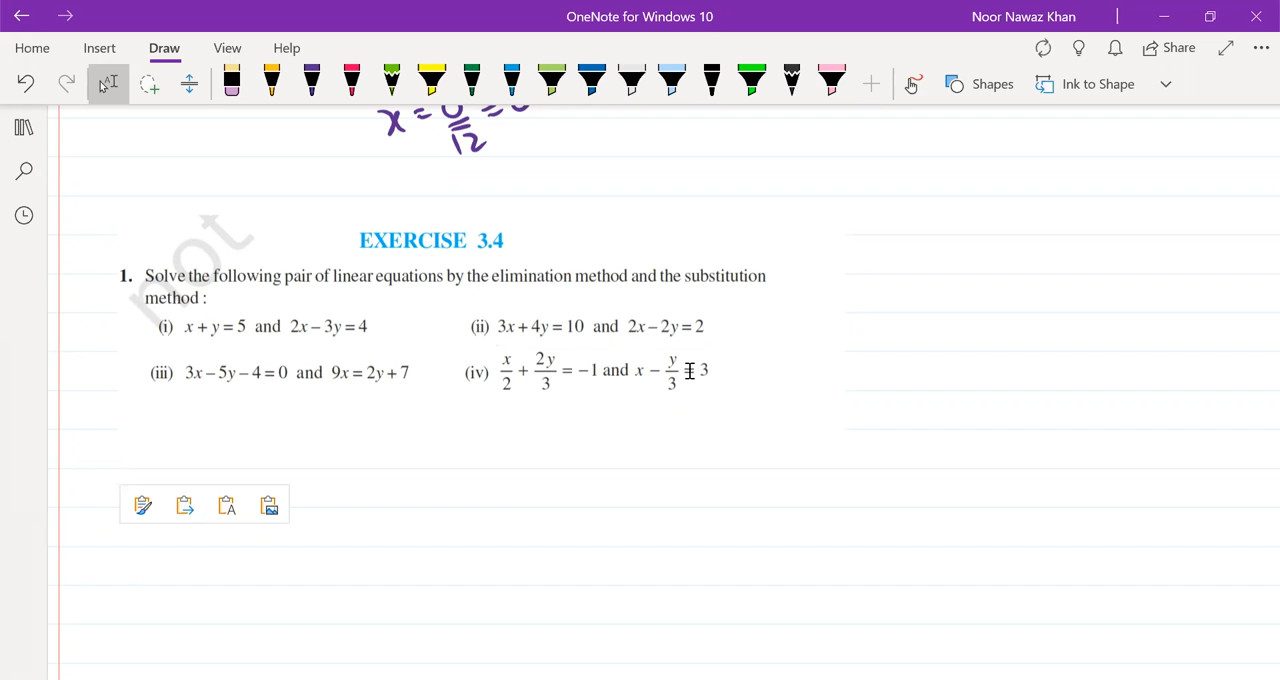 OneNote for Windows 10
Noor Nawaz Khan
Home Insert Draw View Help
Share
Shapes Ink to Shape
x = 0/12 =
not
EXERCISE 3.4
1. Solve the following pair of linear equations by the elimination method and the substitution
method :
(i) x + y = 5 and 2x – 3y = 4 (ii) 3x + 4y = 10 and 2x – 2y = 2
(iii) 3x – 5y – 4 = 0 and 9x = 2y + 7 (iv) x/2 + 2y/3 = –1 and x – y/3 = 3